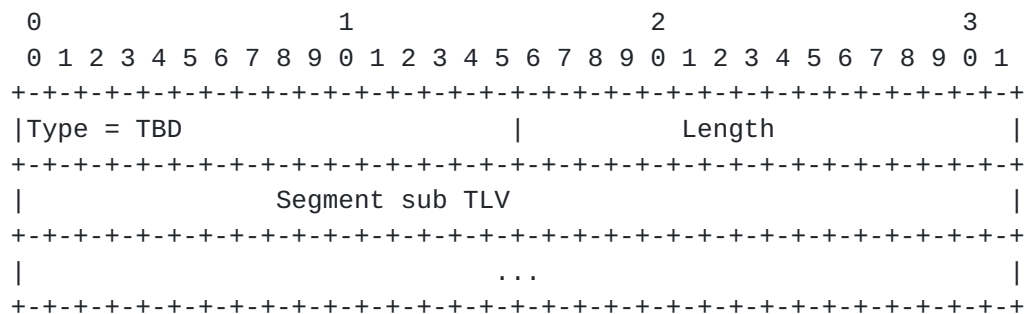 0                   1                   2                   3
 0 1 2 3 4 5 6 7 8 9 0 1 2 3 4 5 6 7 8 9 0 1 2 3 4 5 6 7 8 9 0 1
+-+-+-+-+-+-+-+-+-+-+-+-+-+-+-+-+-+-+-+-+-+-+-+-+-+-+-+-+-+-+-+-+
|Type = TBD                     |          Length               |
+-+-+-+-+-+-+-+-+-+-+-+-+-+-+-+-+-+-+-+-+-+-+-+-+-+-+-+-+-+-+-+-+
|                Segment sub TLV                                |
+-+-+-+-+-+-+-+-+-+-+-+-+-+-+-+-+-+-+-+-+-+-+-+-+-+-+-+-+-+-+-+-+
|                              ...                              |
+-+-+-+-+-+-+-+-+-+-+-+-+-+-+-+-+-+-+-+-+-+-+-+-+-+-+-+-+-+-+-+-+